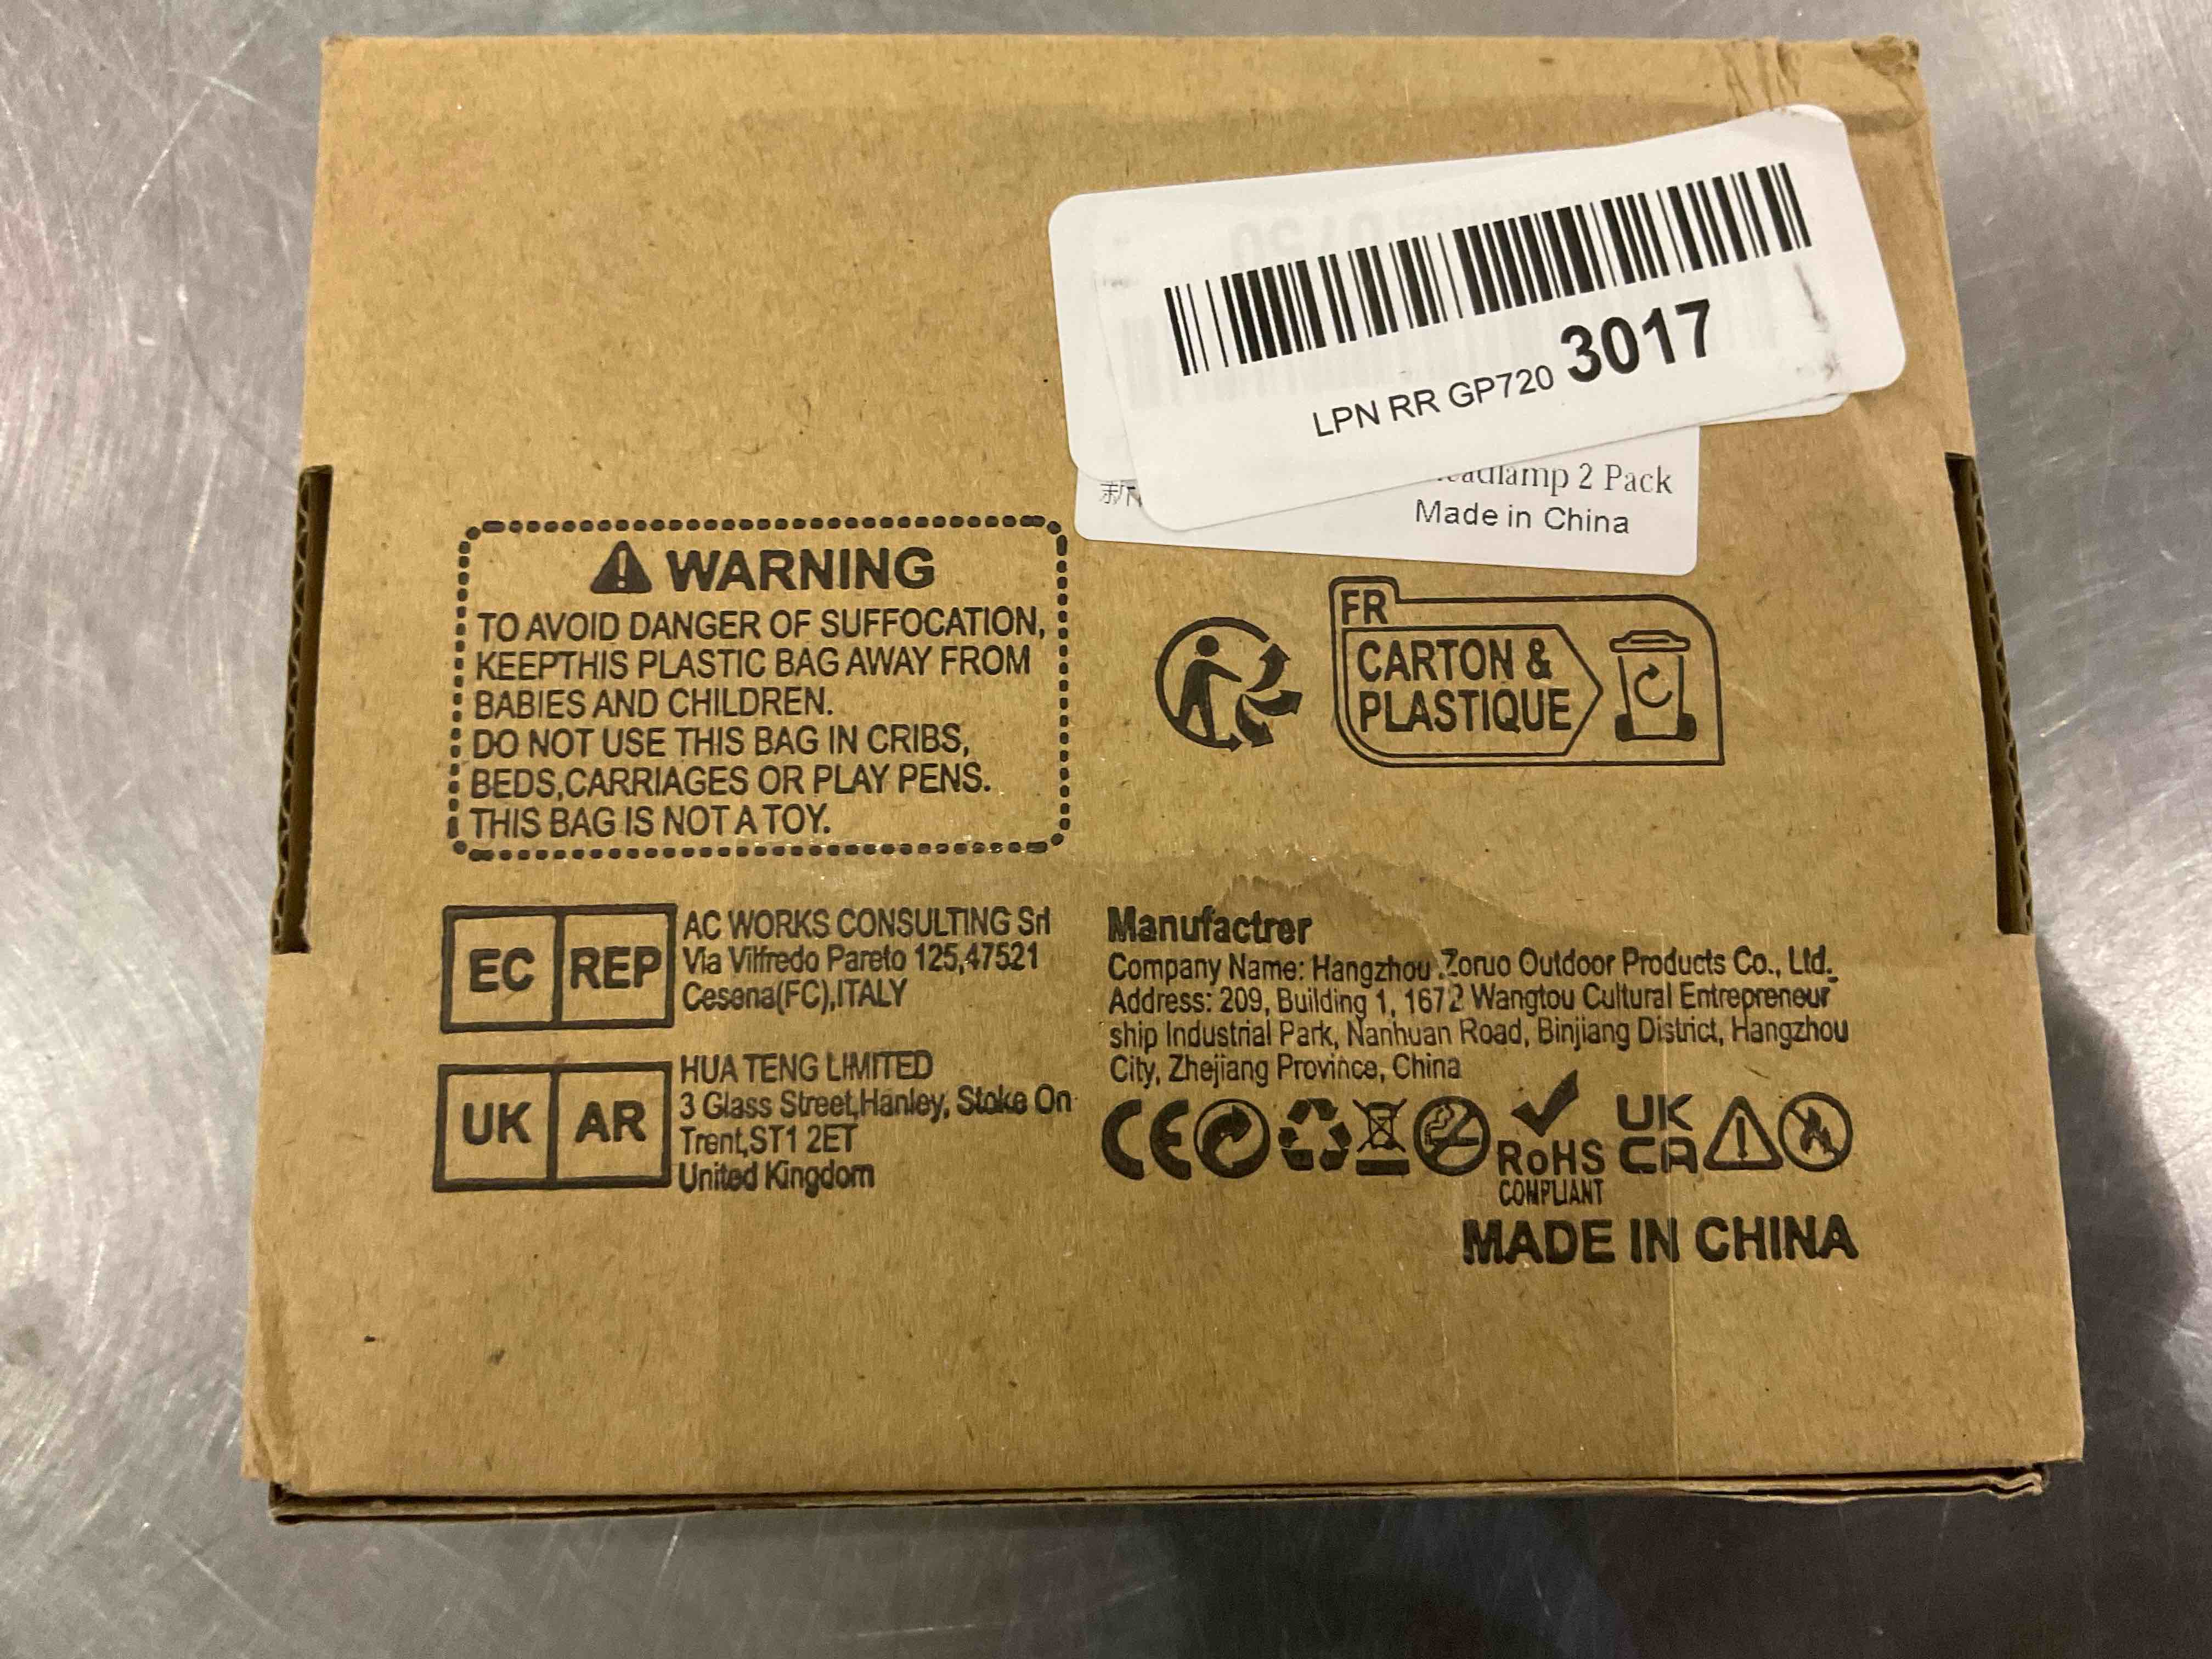 LPN RR GP720 3017
2 Pack
Made in China
WARNING
TO AVOID DANGER OF SUFFOCATION,
KEEPTHIS PLASTIC BAG AWAY FROM
BABIES AND CHILDREN.
DO NOT USE THIS BAG IN CRIBS,
BEDS,CARRIAGES OR PLAY PENS.
THIS BAG IS NOT A TOY.
FR
CARTON &
PLASTIQUE
EC REP
AC WORKS CONSULTING Srl
Via Vilfredo Pareto 125,47521
Cesena(FC),ITALY
UK AR
HUA TENG LIMITED
3 Glass Street,Hanley, Stoke On
Trent,ST1 2ET
United Kingdom
Manufactrer
Company Name: Hangzhou Zoruo Outdoor Products Co., Ltd.
Address: 209, Building 1, 1672 Wangtou Cultural Entrepreneur
ship Industrial Park, Nanhuan Road, Binjiang District, Hangzhou
City, Zhejiang Province, China
CE
RoHS
COMPLIANT
UK
CA
MADE IN CHINA